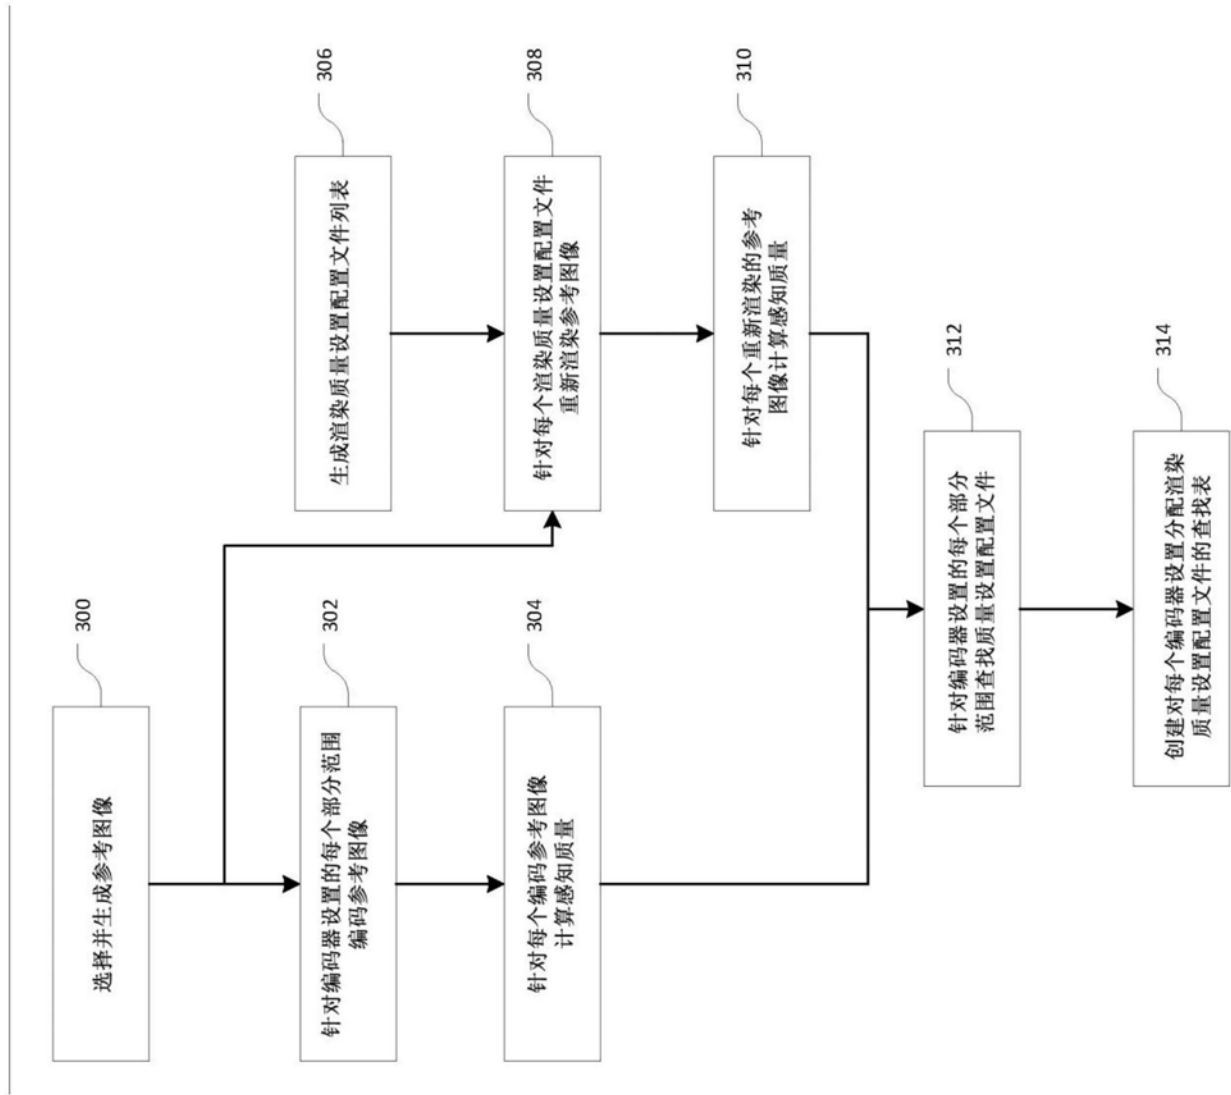 300
选择并生成参考图像
302
针对编码器设置的每个部分范围
编码参考图像
304
针对每个编码参考图像
计算感知质量
306
生成渲染质量设置配置文件列表
308
针对每个渲染质量设置配置文件
重新渲染参考图像
310
针对每个重新渲染的参考
图像计算感知质量
312
针对编码器设置的每个部分
范围查找质量设置配置文件
314
创建对每个编码器设置分配渲染
质量设置配置文件的查找表